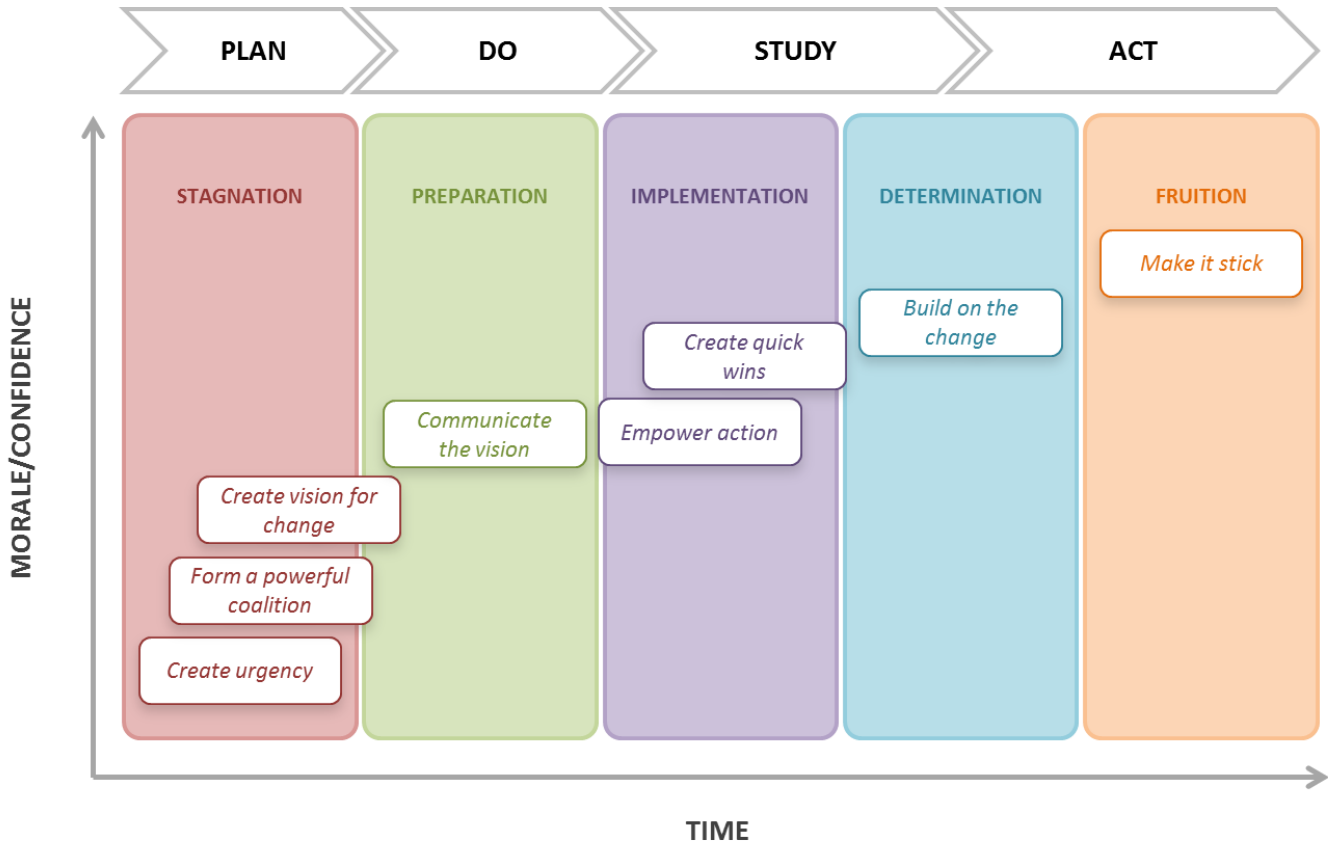 PLAN
DO
STUDY
ACT
STAGNATION
PREPARATION
IMPLEMENTATION
DETERMINATION
FRUITION
Make it stick
Build on the
change
Create quick
wins
Communicate
the vision
Empower action
Create vision for
change
Form a powerful
coalition
Create urgency
MORALE/CONFIDENCE
TIME